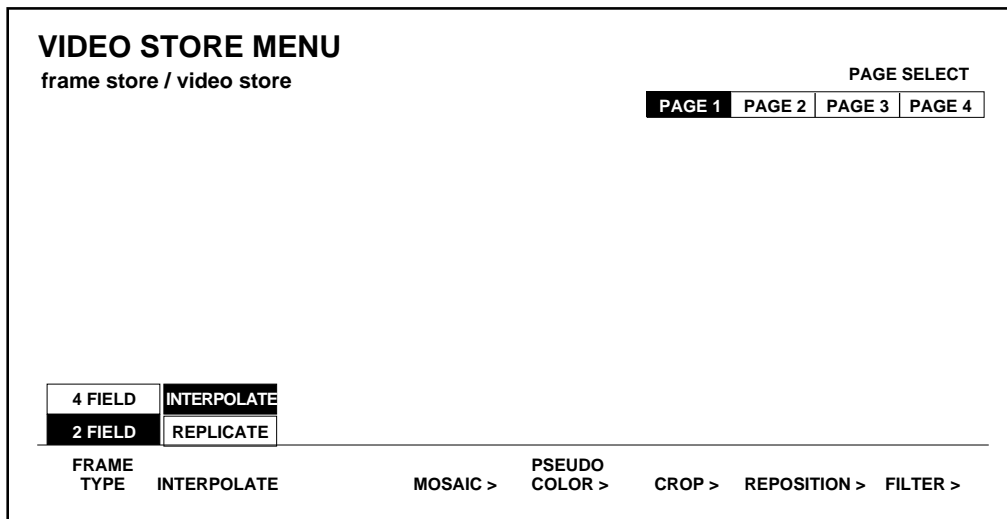 VIDEO STORE MENU
frame store / video store
PAGE SELECT
PAGE 1 PAGE 2 PAGE 3 PAGE 4
4 FIELD INTERPOLATE
2 FIELD REPLICATE
FRAME TYPE INTERPOLATE MOSAIC > PSEUDO COLOR > CROP > REPOSITION > FILTER >